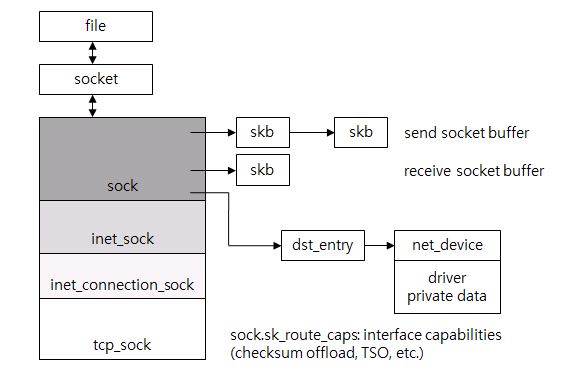 file
socket
skb
skb
send socket buffer
skb
receive socket buffer
sock
inet_sock
dst_entry
net_device
inet_connection_sock
driver
private data
tcp_sock
sock.sk_route_caps: interface capabilities
(checksum offload, TSO, etc.)